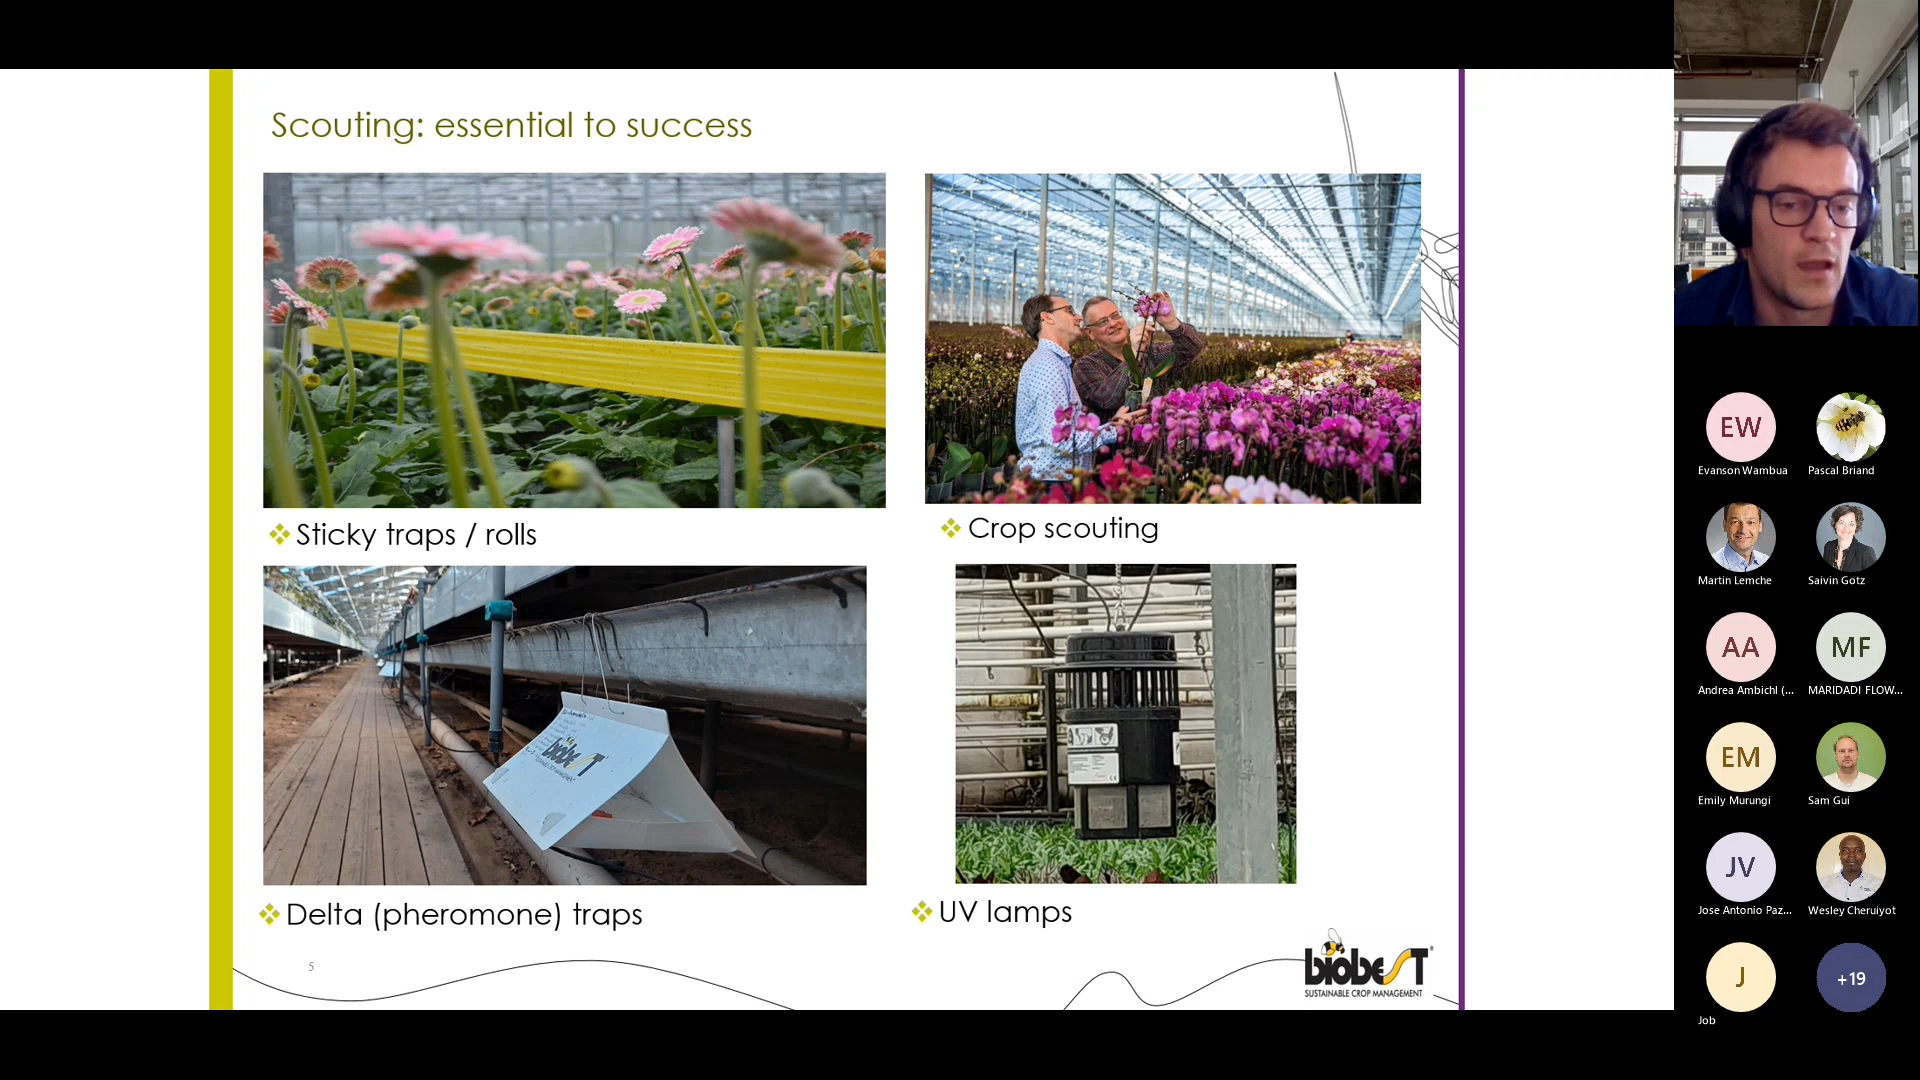 Scouting: essential to success
Sticky traps / rolls
Crop scouting
biobesT
Delta (pheromone) traps
UV lamps
5
biobesT®
SUSTAINABLE CROP MANAGEMENT
EW
Evanson Wambua
Pascal Briand
Martin Lemche
Saivin Gotz
AA
Andrea Ambichl (...
MF
MARIDADI FLOW...
EM
Emily Murungi
Sam Gui
JV
Jose Antonio Paz...
Wesley Cheruiyot
J
Job
+19